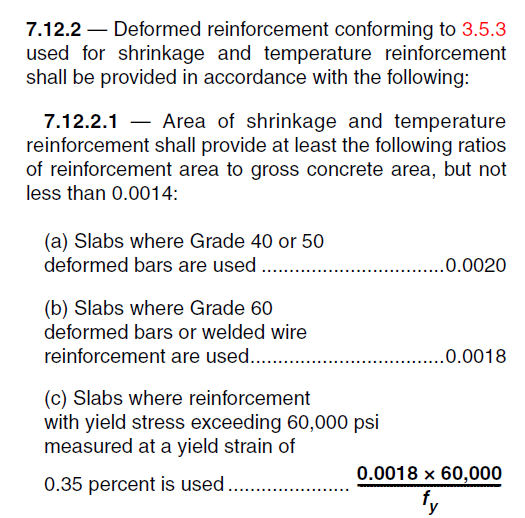 7.12.2 — Deformed reinforcement conforming to 3.5.3
used for shrinkage and temperature reinforcement
shall be provided in accordance with the following:
7.12.2.1 — Area of shrinkage and temperature
reinforcement shall provide at least the following ratios
of reinforcement area to gross concrete area, but not
less than 0.0014:
(a) Slabs where Grade 40 or 50
deformed bars are used ..................................0.0020
(b) Slabs where Grade 60
deformed bars or welded wire
reinforcement are used....................................0.0018
(c) Slabs where reinforcement
with yield stress exceeding 60,000 psi
measured at a yield strain of
0.35 percent is used ...................... 0.0018 × 60,000
fy